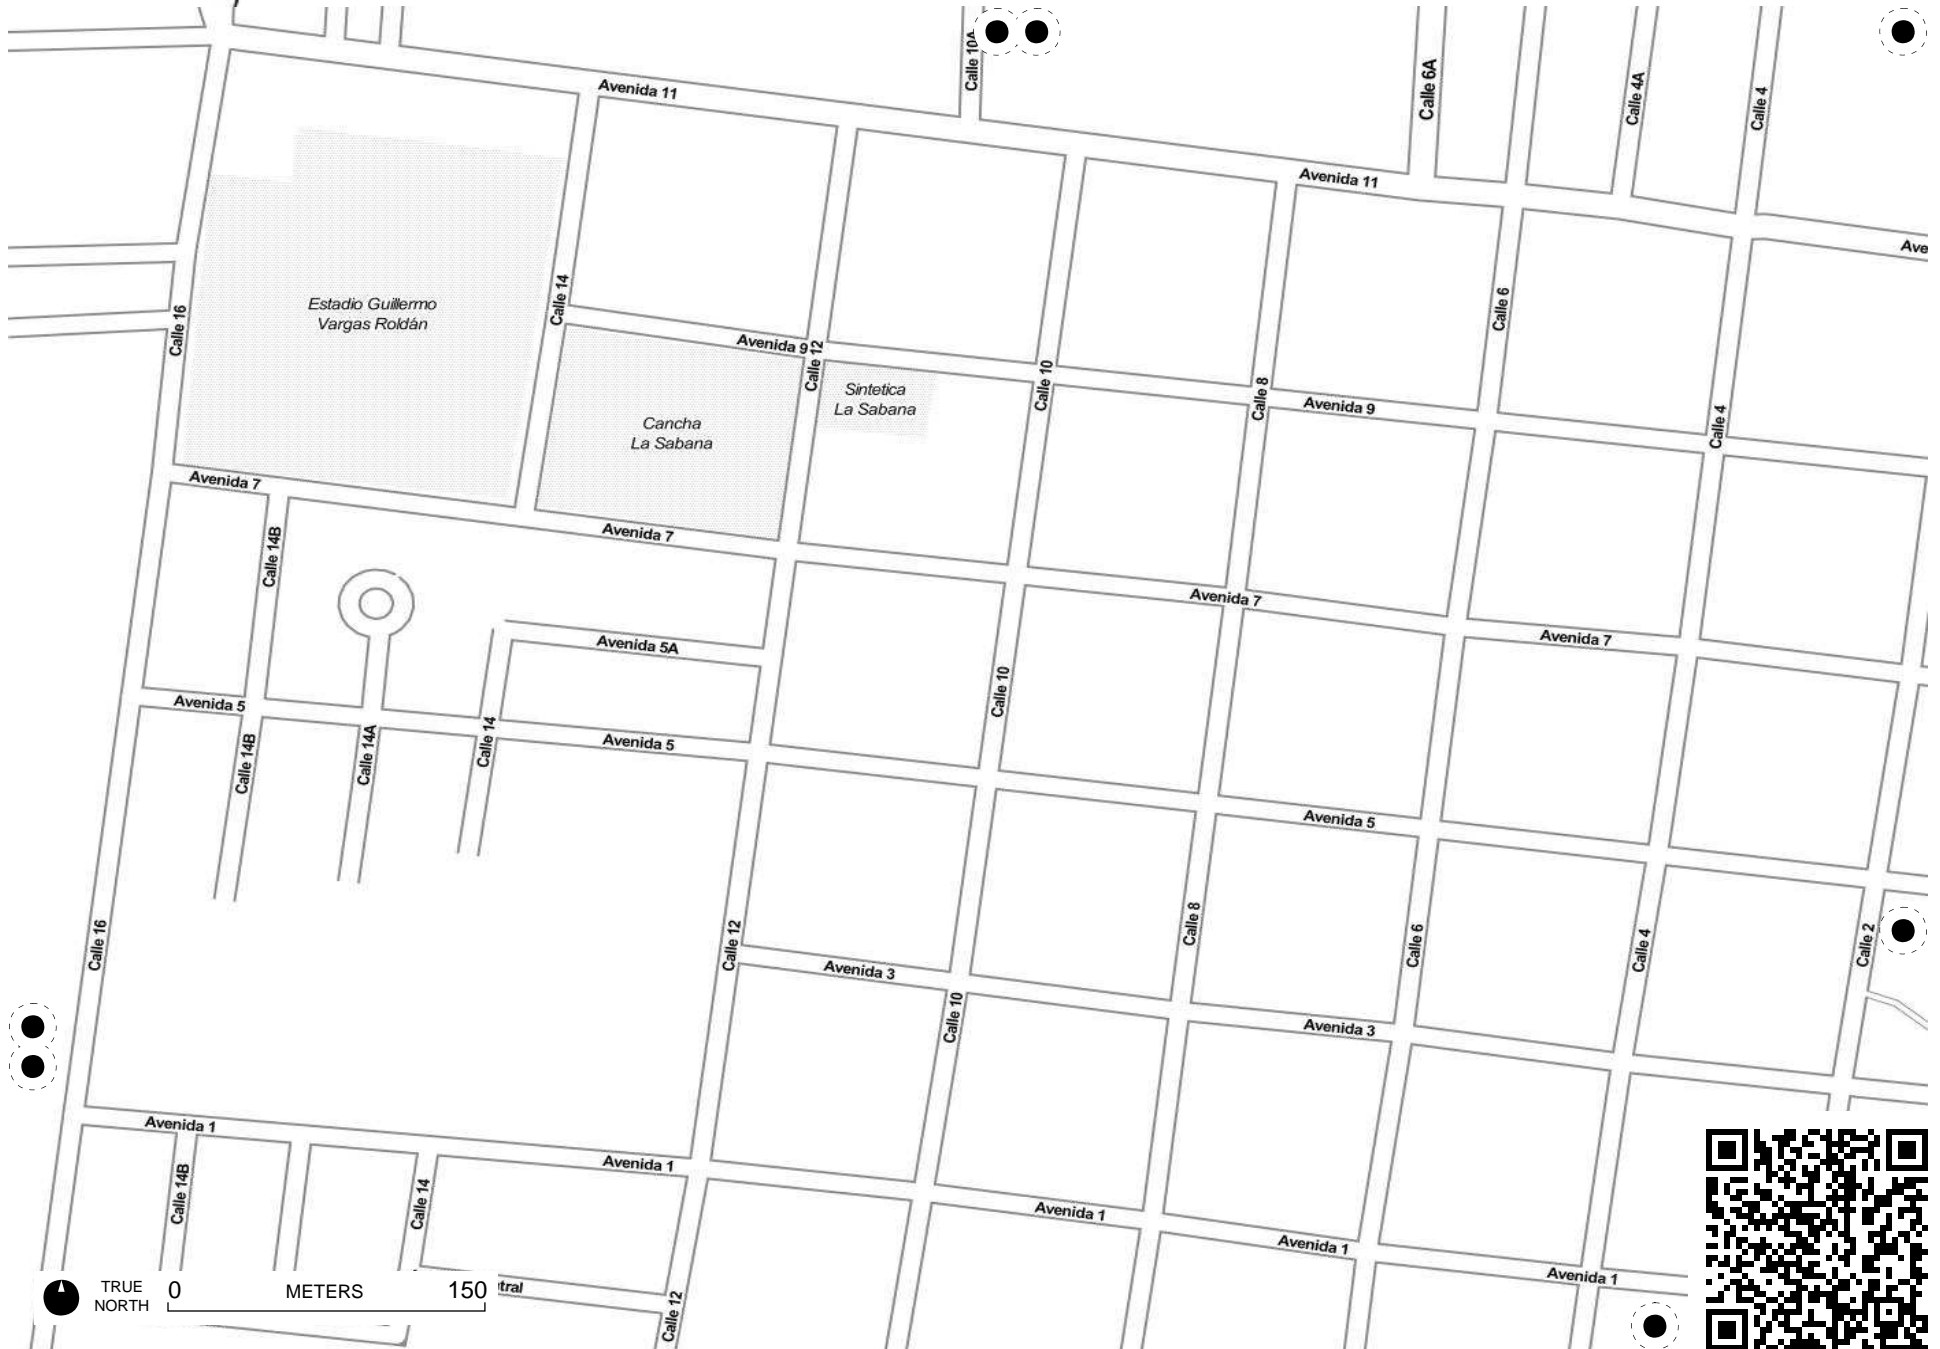 Calle 10A
Calle 6A
Calle 4A
Calle 4
Avenida 11
Avenida 11
Ave
Calle 16
Estadio Guillermo
Vargas Roldán
Calle 14
Avenida 9
Calle 12
Calle 10
Calle 8
Calle 6
Calle 4
Avenida 9
Sintetica
La Sabana
Cancha
La Sabana
Avenida 7
Avenida 7
Avenida 7
Avenida 7
Calle 14B
Avenida 5A
Calle 10
Avenida 5
Avenida 5
Avenida 5
Calle 14B
Calle 14A
Calle 14
Calle 16
Calle 12
Calle 8
Calle 6
Calle 4
Calle 2
Avenida 3
Calle 10
Avenida 3
Avenida 1
Avenida 1
Avenida 1
Avenida 1
Avenida 1
Calle 14B
Calle 14
Calle 12
TRUE
NORTH
0 METERS 150
tral